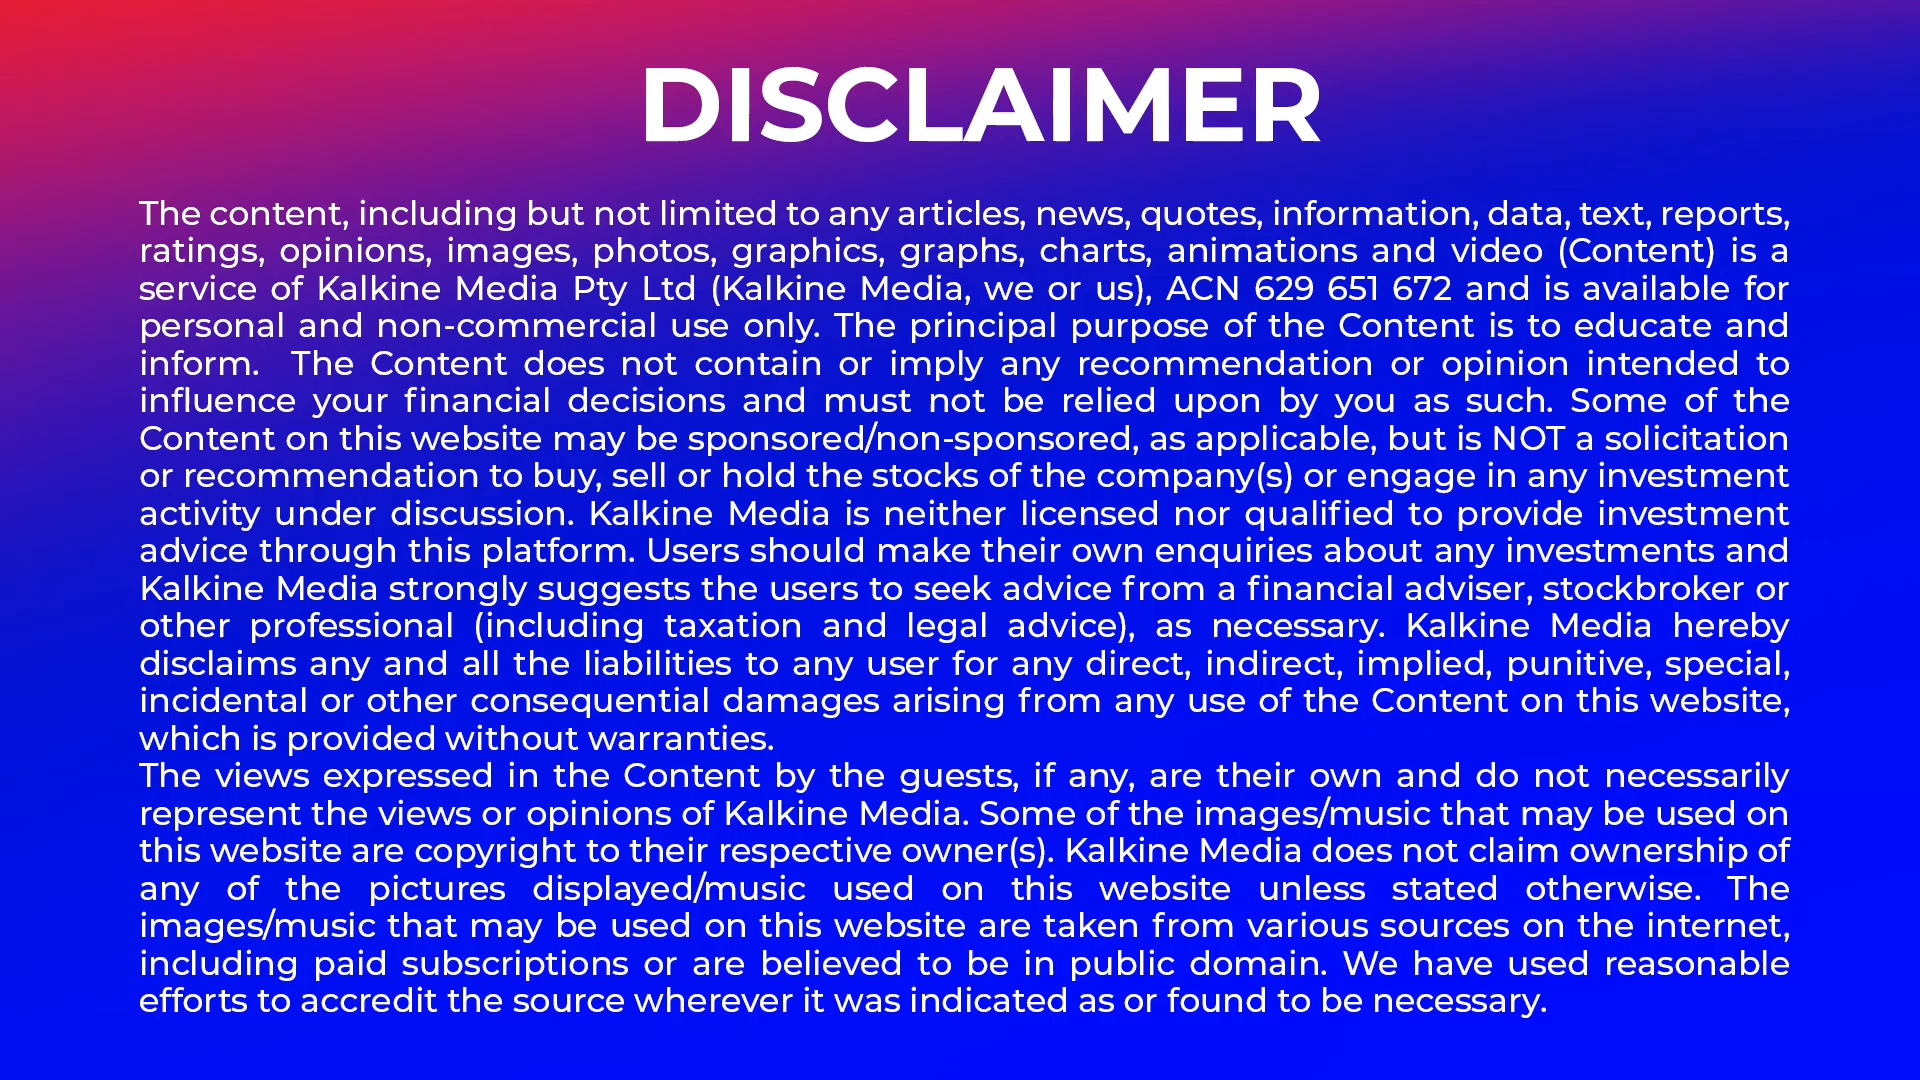 DISCLAIMER
The content, including but not limited to any articles, news, quotes, information, data, text, reports,
ratings, opinions, images, photos, graphics, graphs, charts, animations and video (Content) is a
service of Kalkine Media Pty Ltd (Kalkine Media, we or us), ACN 629 651 672 and is available for
personal and non-commercial use only. The principal purpose of the Content is to educate and
inform.  The Content does not contain or imply any recommendation or opinion intended to
influence your financial decisions and must not be relied upon by you as such. Some of the
Content on this website may be sponsored/non-sponsored, as applicable, but is NOT a solicitation
or recommendation to buy, sell or hold the stocks of the company(s) or engage in any investment
activity under discussion. Kalkine Media is neither licensed nor qualified to provide investment
advice through this platform. Users should make their own enquiries about any investments and
Kalkine Media strongly suggests the users to seek advice from a financial adviser, stockbroker or
other professional (including taxation and legal advice), as necessary. Kalkine Media hereby
disclaims any and all the liabilities to any user for any direct, indirect, implied, punitive, special,
incidental or other consequential damages arising from any use of the Content on this website,
which is provided without warranties.
The views expressed in the Content by the guests, if any, are their own and do not necessarily
represent the views or opinions of Kalkine Media. Some of the images/music that may be used on
this website are copyright to their respective owner(s). Kalkine Media does not claim ownership of
any of the pictures displayed/music used on this website unless stated otherwise. The
images/music that may be used on this website are taken from various sources on the internet,
including paid subscriptions or are believed to be in public domain. We have used reasonable
efforts to accredit the source wherever it was indicated as or found to be necessary.